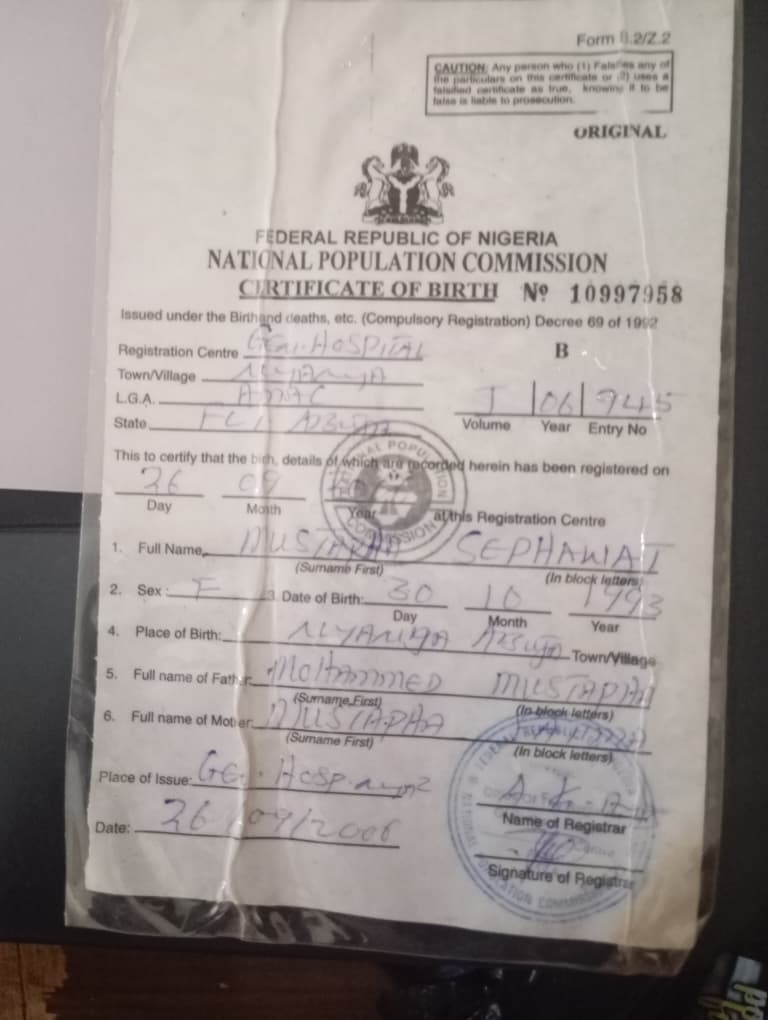 Form B.2/Z.2
CAUTION: Any person who (1) Falsifies any of
the particulars on this certificate or (2) uses a
falsified certificate as true, knowing it to be
false is liable to prosecution.
ORIGINAL
FEDERAL REPUBLIC OF NIGERIA
NATIONAL POPULATION COMMISSION
CERTIFICATE OF BIRTH Nº 10997958
Issued under the Birth and deaths, etc. (Compulsory Registration) Decree 69 of 1992
Registration Centre Gen. HOSPITAL B
Town/Village NYANYA
L.G.A. AMAC
State FCT ABUJA
J 06 945
Volume Year Entry No
This to certify that the birth, details of which are recorded herein has been registered on
26 09
Day Month Year at this Registration Centre
1. Full Name MUSTAPHA SEPHAWAT
(Surname First) (In block letters)
2. Sex: F 3. Date of Birth: 30 10 1993
Day Month Year
4. Place of Birth: NYANYA ABUJA Town/Village
5. Full name of Father: MOHAMMED MUSTAPHA
(Surname First) (In block letters)
6. Full name of Mother: MUSTAPHA
(Surname First) (In block letters)
Place of Issue: Gen. Hosp.
Date: 26/09/2006
Name of Registrar
Signature of Registrar